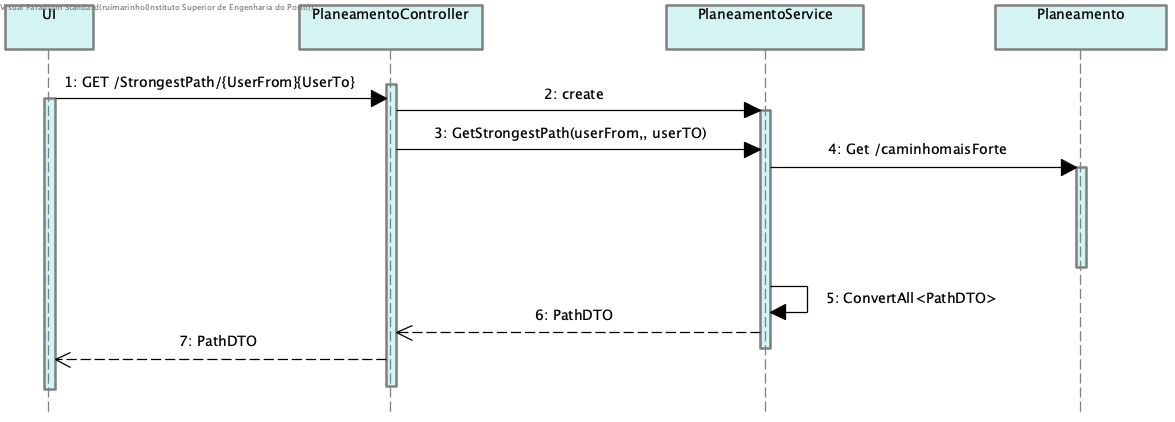 Visual Paradigm Standard(ruimarinho(Instituto Superior de Engenharia do Porto))
UI
PlaneamentoController
PlaneamentoService
Planeamento
1: GET /StrongestPath/{UserFrom}{UserTo}
2: create
3: GetStrongestPath(userFrom,, userTO)
4: Get /caminhomaisForte
5: ConvertAll<PathDTO>
6: PathDTO
7: PathDTO